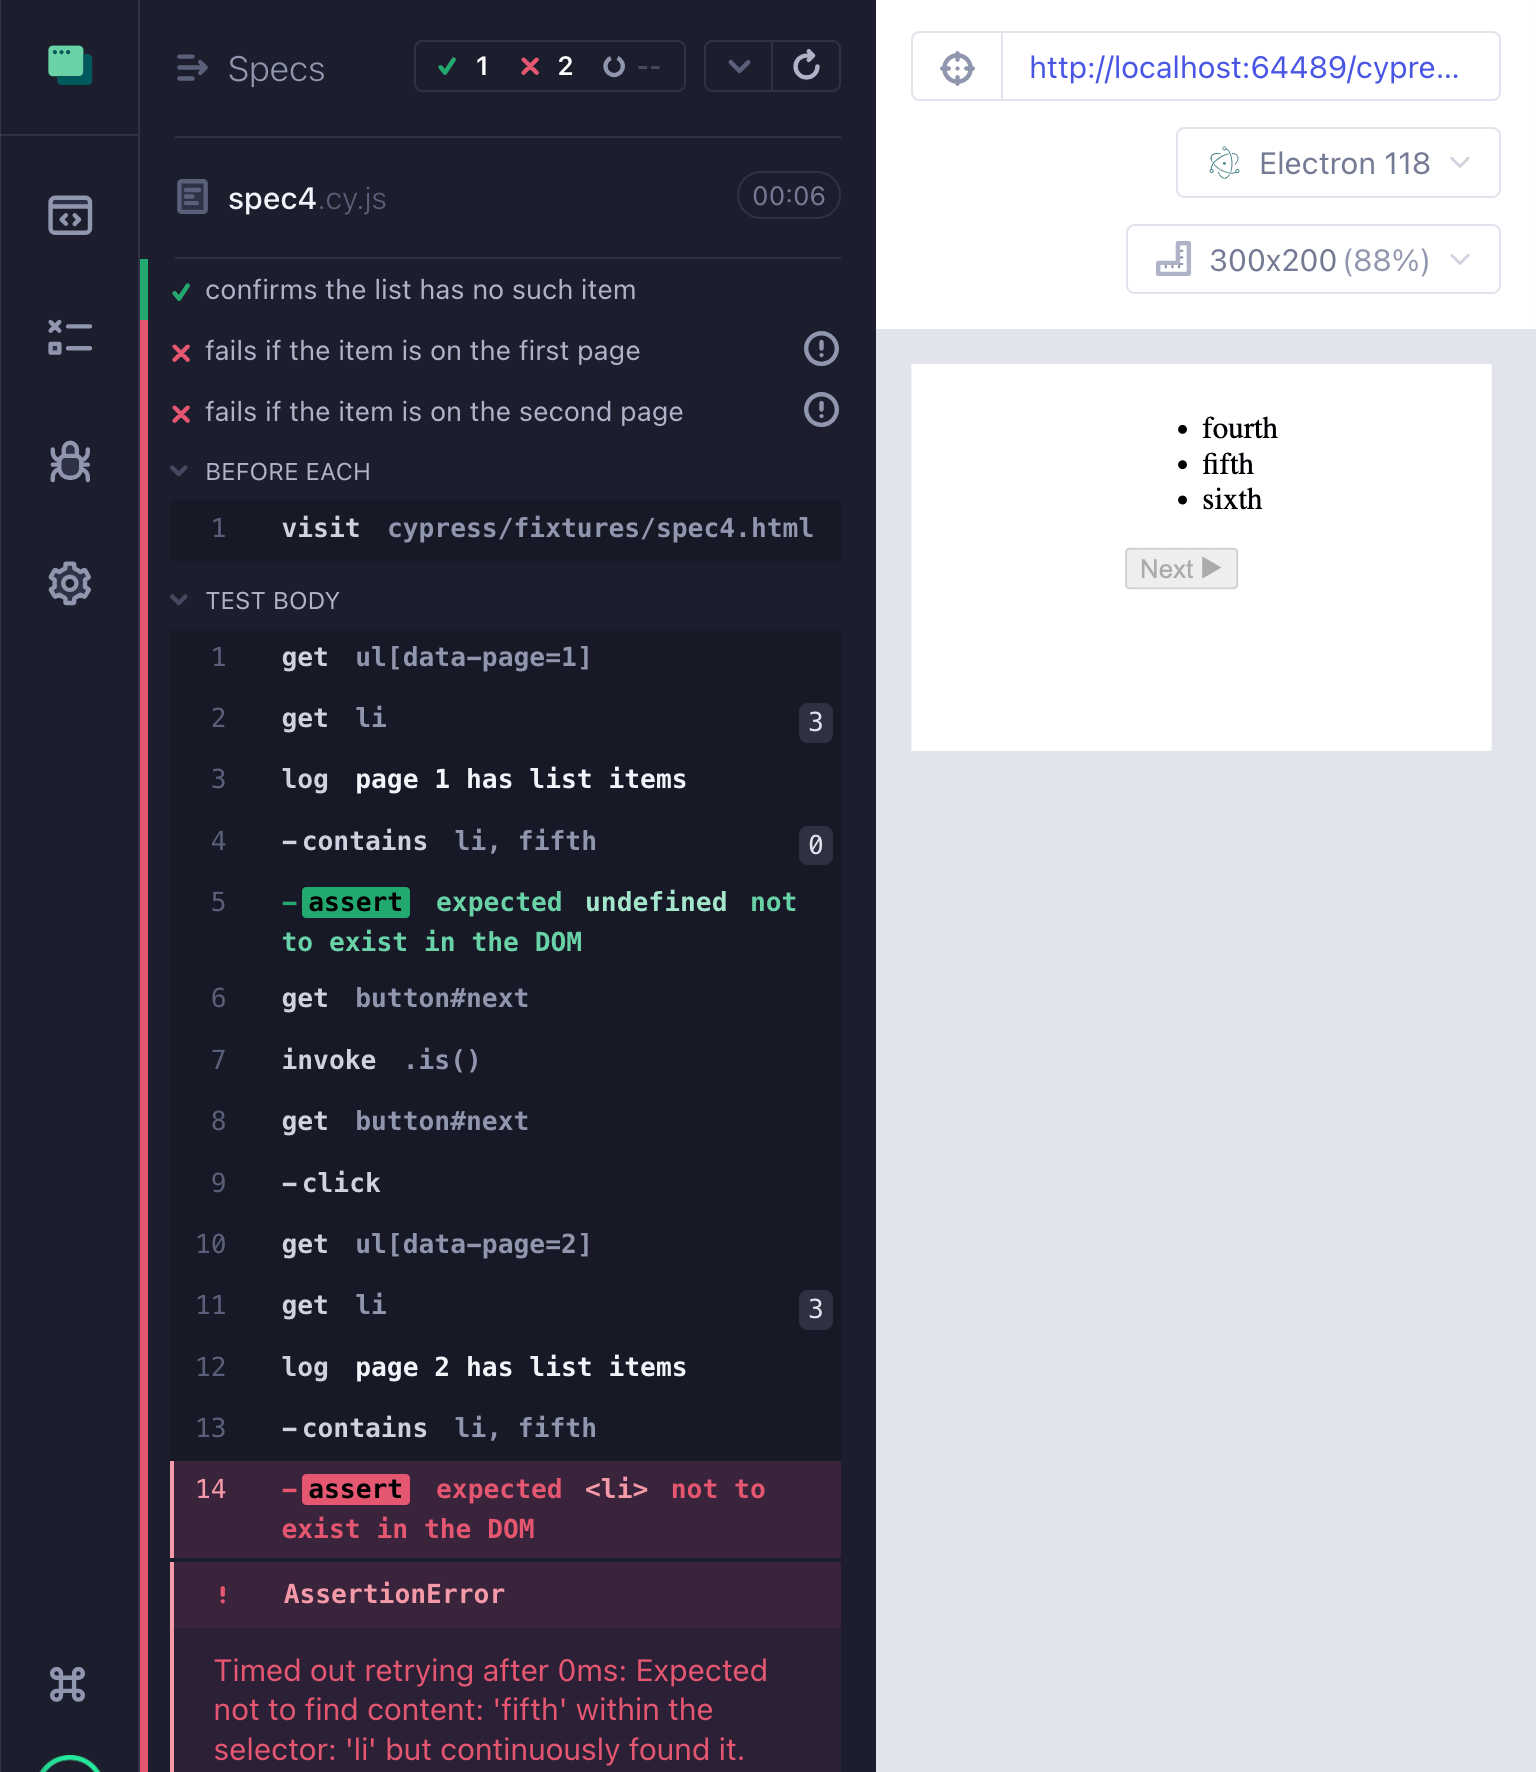 Specs
1 2 --
spec4.cy.js 00:06
confirms the list has no such item
fails if the item is on the first page
fails if the item is on the second page
BEFORE EACH
1 visit cypress/fixtures/spec4.html
TEST BODY
1 get ul[data-page=1]
2 get li 3
3 log page 1 has list items
4 -contains li, fifth 0
5 -assert expected undefined not
to exist in the DOM
6 get button#next
7 invoke .is()
8 get button#next
9 -click
10 get ul[data-page=2]
11 get li 3
12 log page 2 has list items
13 -contains li, fifth
14 -assert expected <li> not to
exist in the DOM
! AssertionError
Timed out retrying after 0ms: Expected
not to find content: 'fifth' within the
selector: 'li' but continuously found it.
http://localhost:64489/cypre...
Electron 118
300x200 (88%)
• fourth
• fifth
• sixth
Next ▶